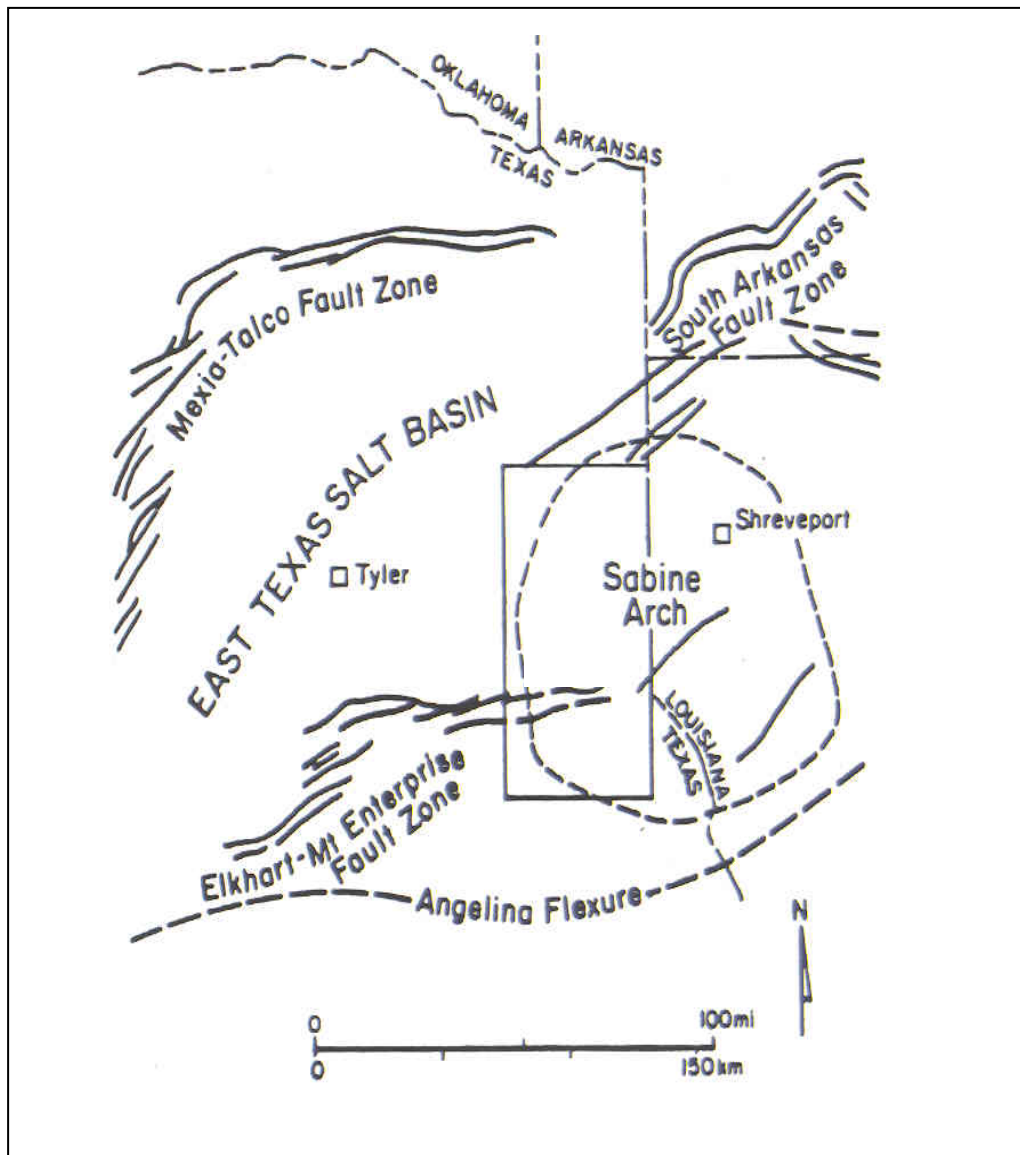 OKLAHOMA
ARKANSAS
TEXAS
South Arkansas
Fault Zone
Mexia-Talco Fault Zone
EAST TEXAS SALT BASIN
Shreveport
Tyler
Sabine
Arch
LOUISIANA
TEXAS
Elkhart-Mt Enterprise
Fault Zone
Angelina Flexure
N
0 100mi
0 150km